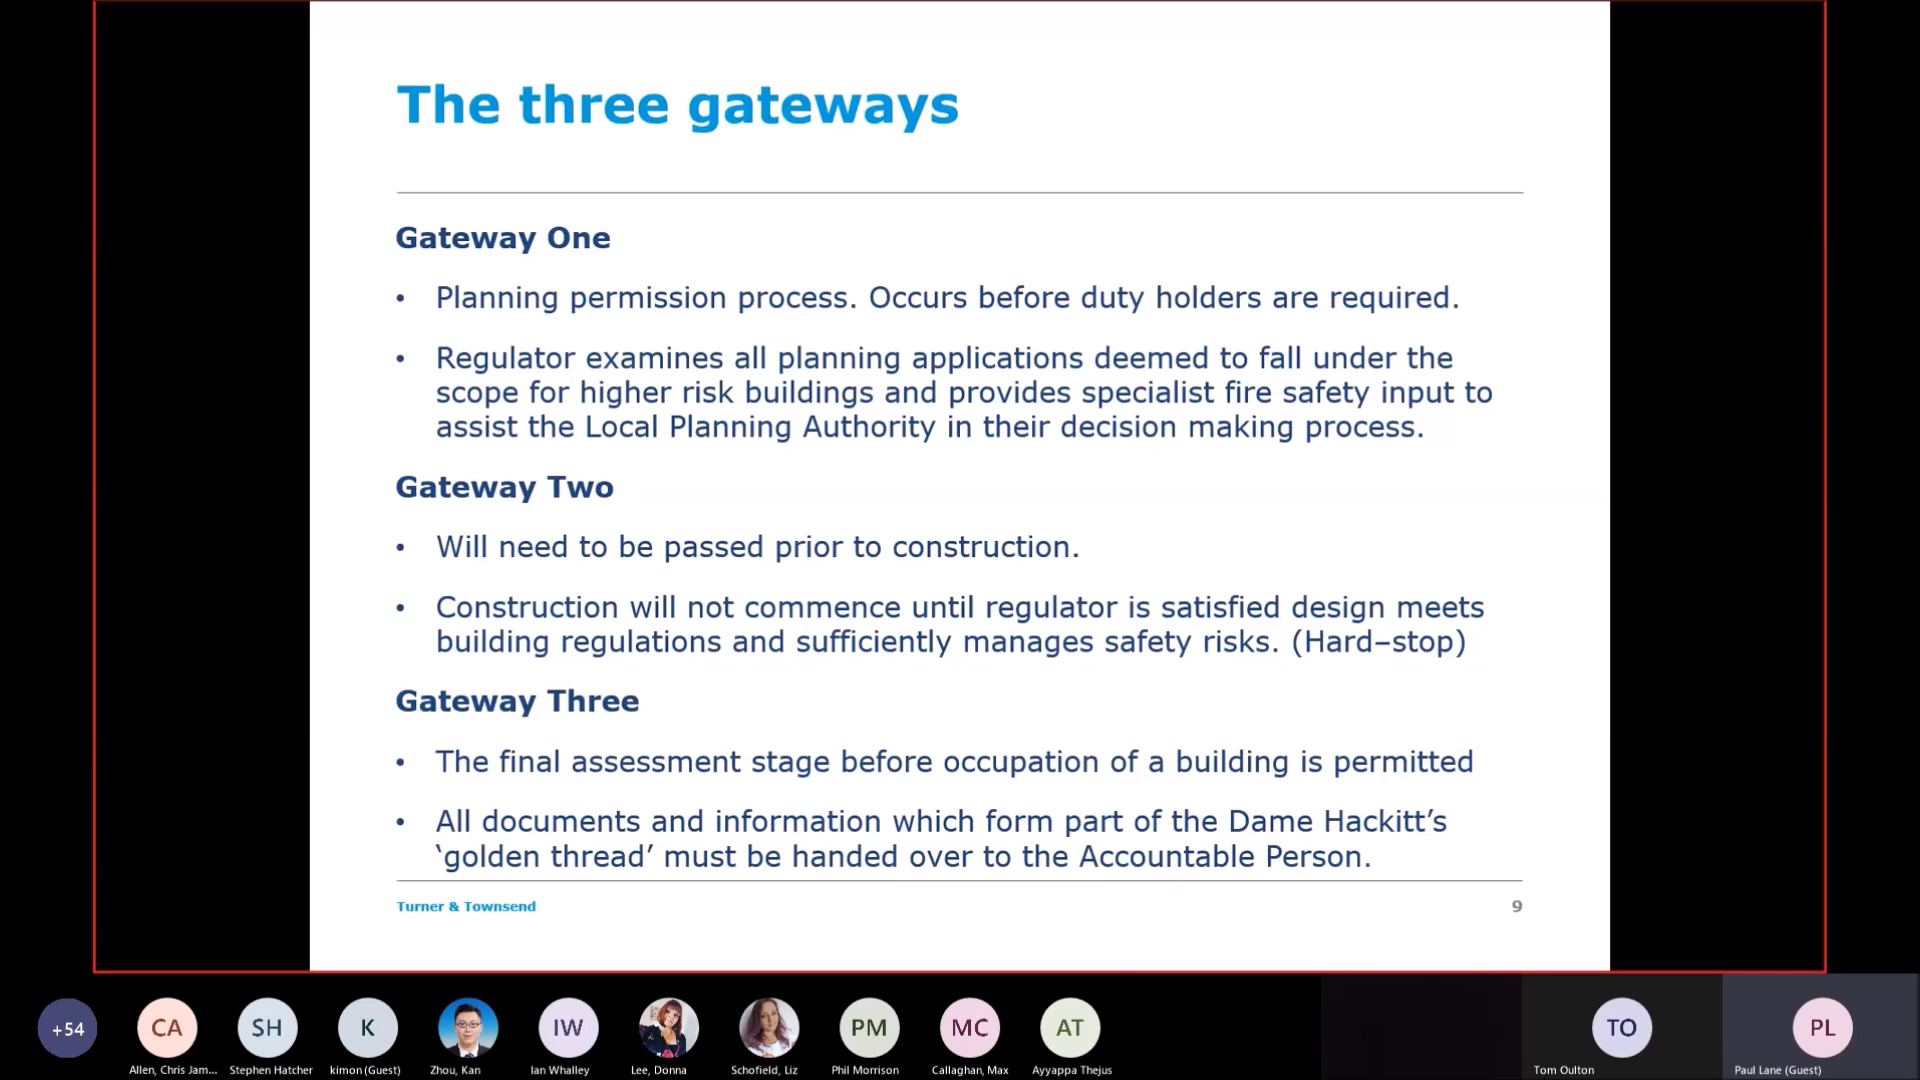 The three gateways
Gateway One
• Planning permission process. Occurs before duty holders are required.
• Regulator examines all planning applications deemed to fall under the
scope for higher risk buildings and provides specialist fire safety input to
assist the Local Planning Authority in their decision making process.
Gateway Two
• Will need to be passed prior to construction.
• Construction will not commence until regulator is satisfied design meets
building regulations and sufficiently manages safety risks. (Hard–stop)
Gateway Three
• The final assessment stage before occupation of a building is permitted
• All documents and information which form part of the Dame Hackitt’s
‘golden thread’ must be handed over to the Accountable Person.
Turner & Townsend
9
+54
CA
SH
K
IW
PM
MC
AT
TO
PL
Allen, Chris Jam...
Stephen Hatcher
kimon (Guest)
Zhou, Kan
Ian Whalley
Lee, Donna
Schofield, Liz
Phil Morrison
Callaghan, Max
Ayyappa Thejus
Tom Oulton
Paul Lane (Guest)